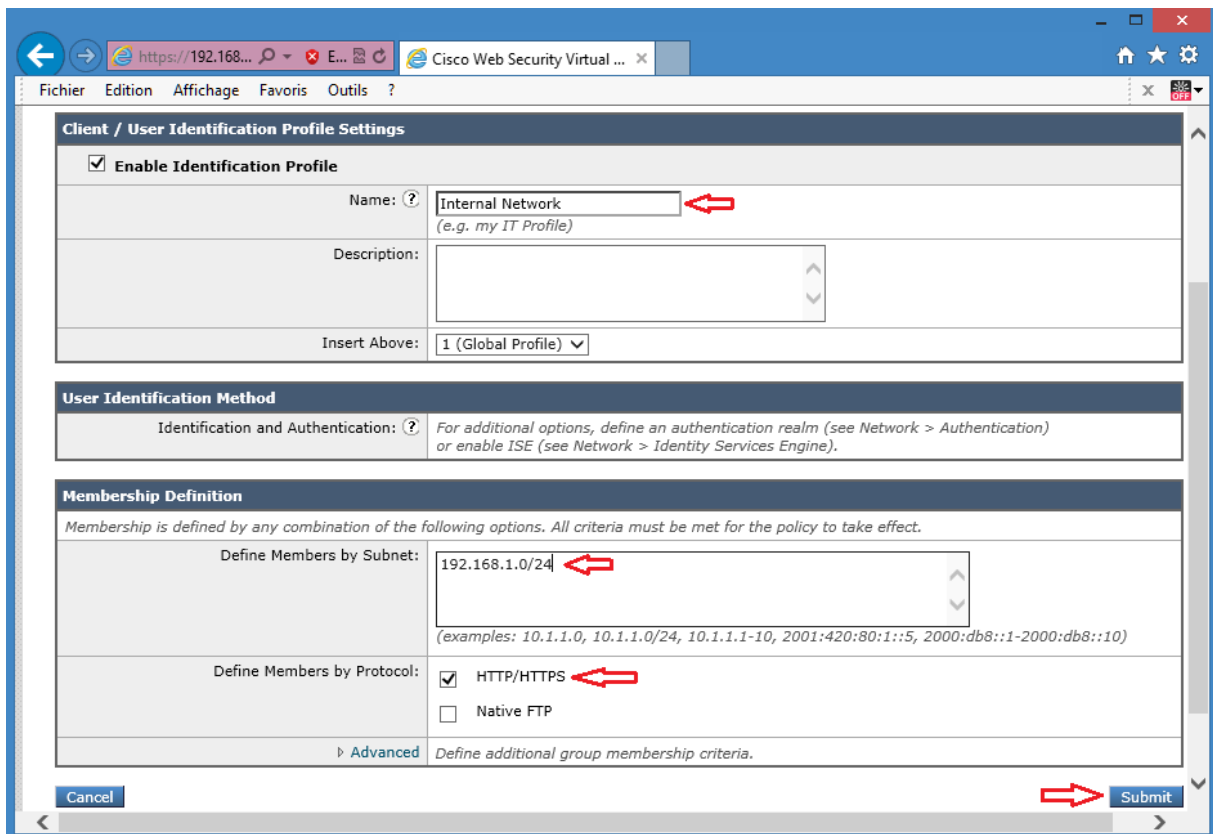 https://192.168... E... Cisco Web Security Virtual ...
Fichier Edition Affichage Favoris Outils ?
OFF
Client / User Identification Profile Settings
Enable Identification Profile
Name: ? Internal Network
(e.g. my IT Profile)
Description:
Insert Above: 1 (Global Profile)
User Identification Method
Identification and Authentication: ? For additional options, define an authentication realm (see Network > Authentication)
or enable ISE (see Network > Identity Services Engine).
Membership Definition
Membership is defined by any combination of the following options. All criteria must be met for the policy to take effect.
Define Members by Subnet: 192.168.1.0/24
(examples: 10.1.1.0, 10.1.1.0/24, 10.1.1.1-10, 2001:420:80:1::5, 2000:db8::1-2000:db8::10)
Define Members by Protocol: HTTP/HTTPS
Native FTP
Advanced Define additional group membership criteria.
Cancel Submit